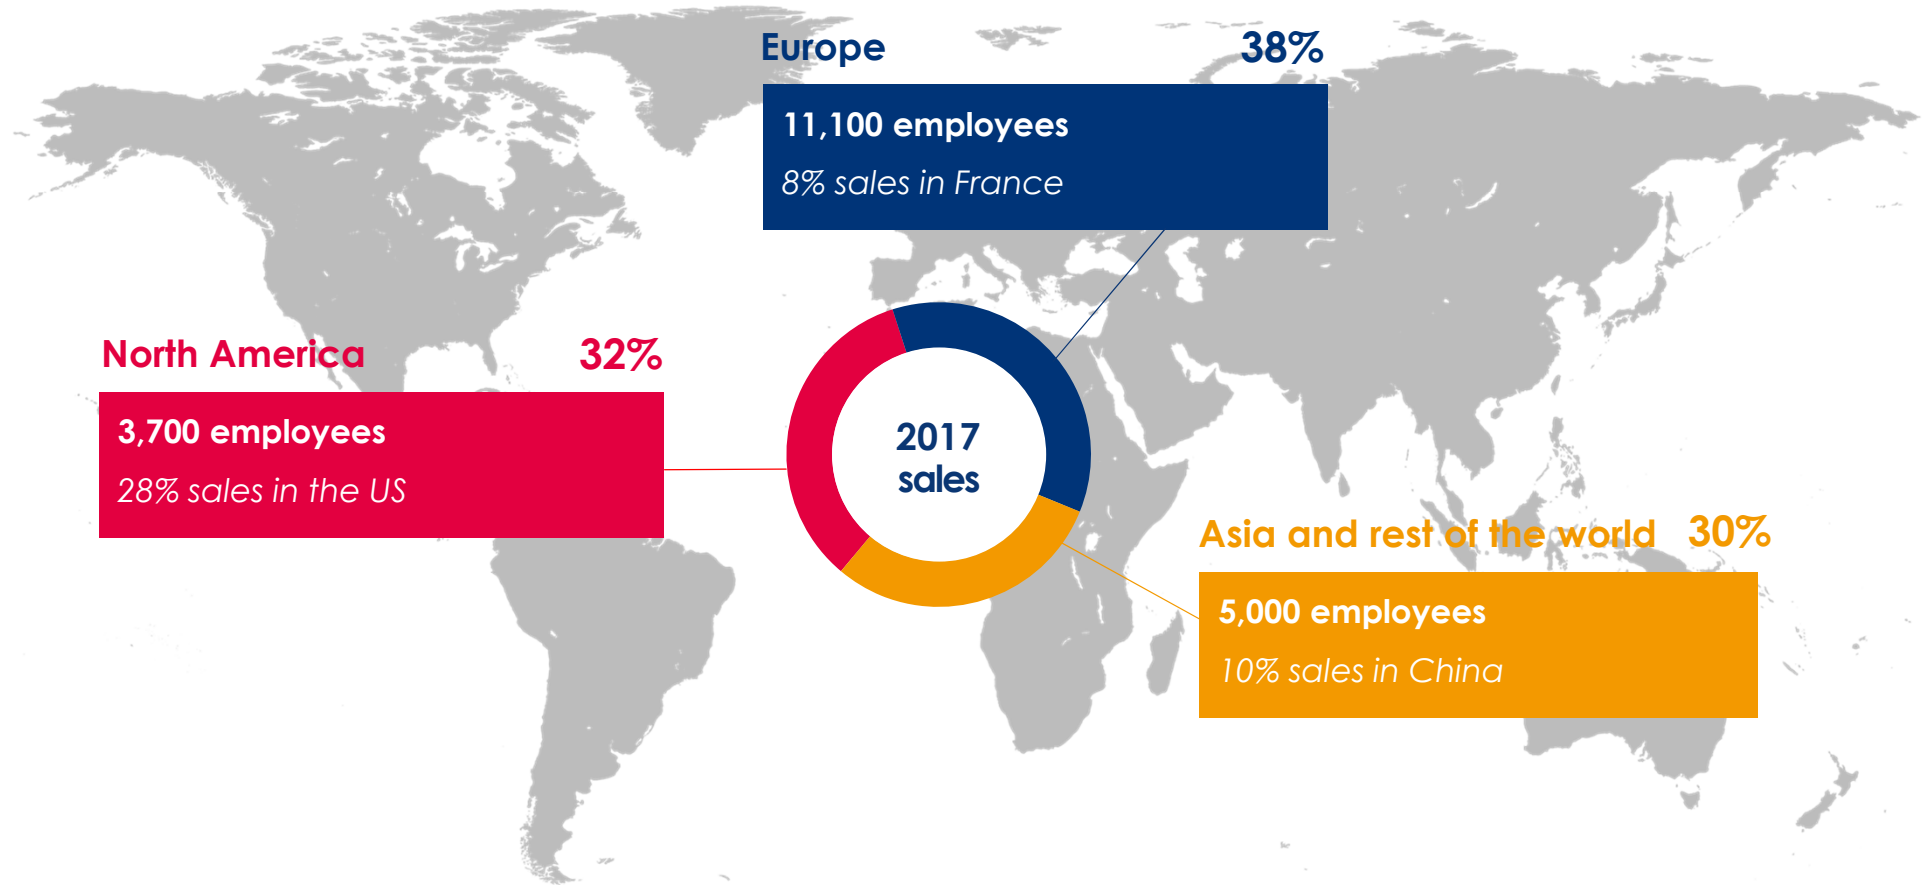 Europe 38%
11,100 employees
8% sales in France
North America 32%
3,700 employees
28% sales in the US
2017
sales
Asia and rest of the world 30%
5,000 employees
10% sales in China